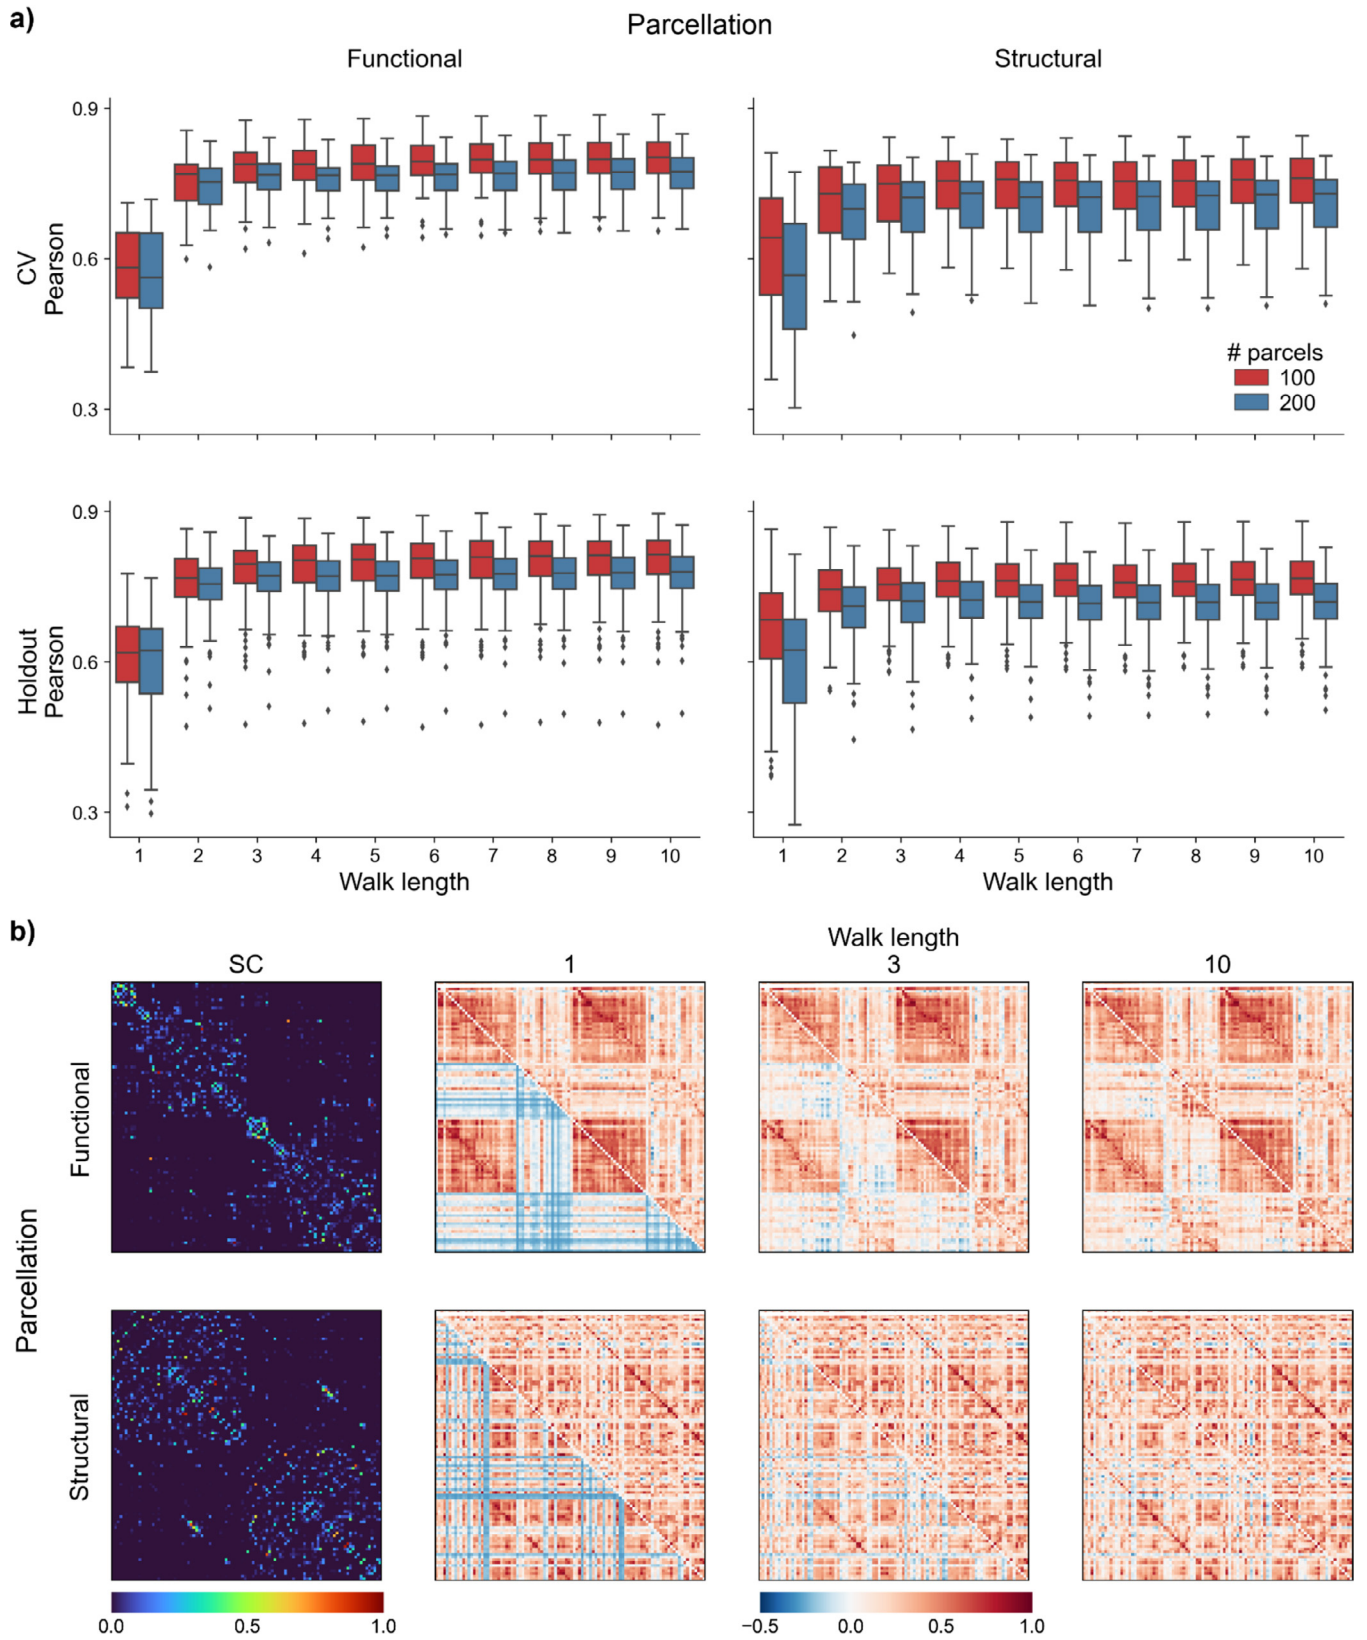 a)
Parcellation
Functional
Structural
0.9
0.6
0.3
CV
Pearson
# parcels
100
200
0.9
0.6
0.3
Holdout
Pearson
1 2 3 4 5 6 7 8 9 10
1 2 3 4 5 6 7 8 9 10
Walk length
Walk length
b)
Walk length
SC
1
3
10
Parcellation
Functional
Structural
0.0 0.5 1.0
−0.5 0.0 0.5 1.0